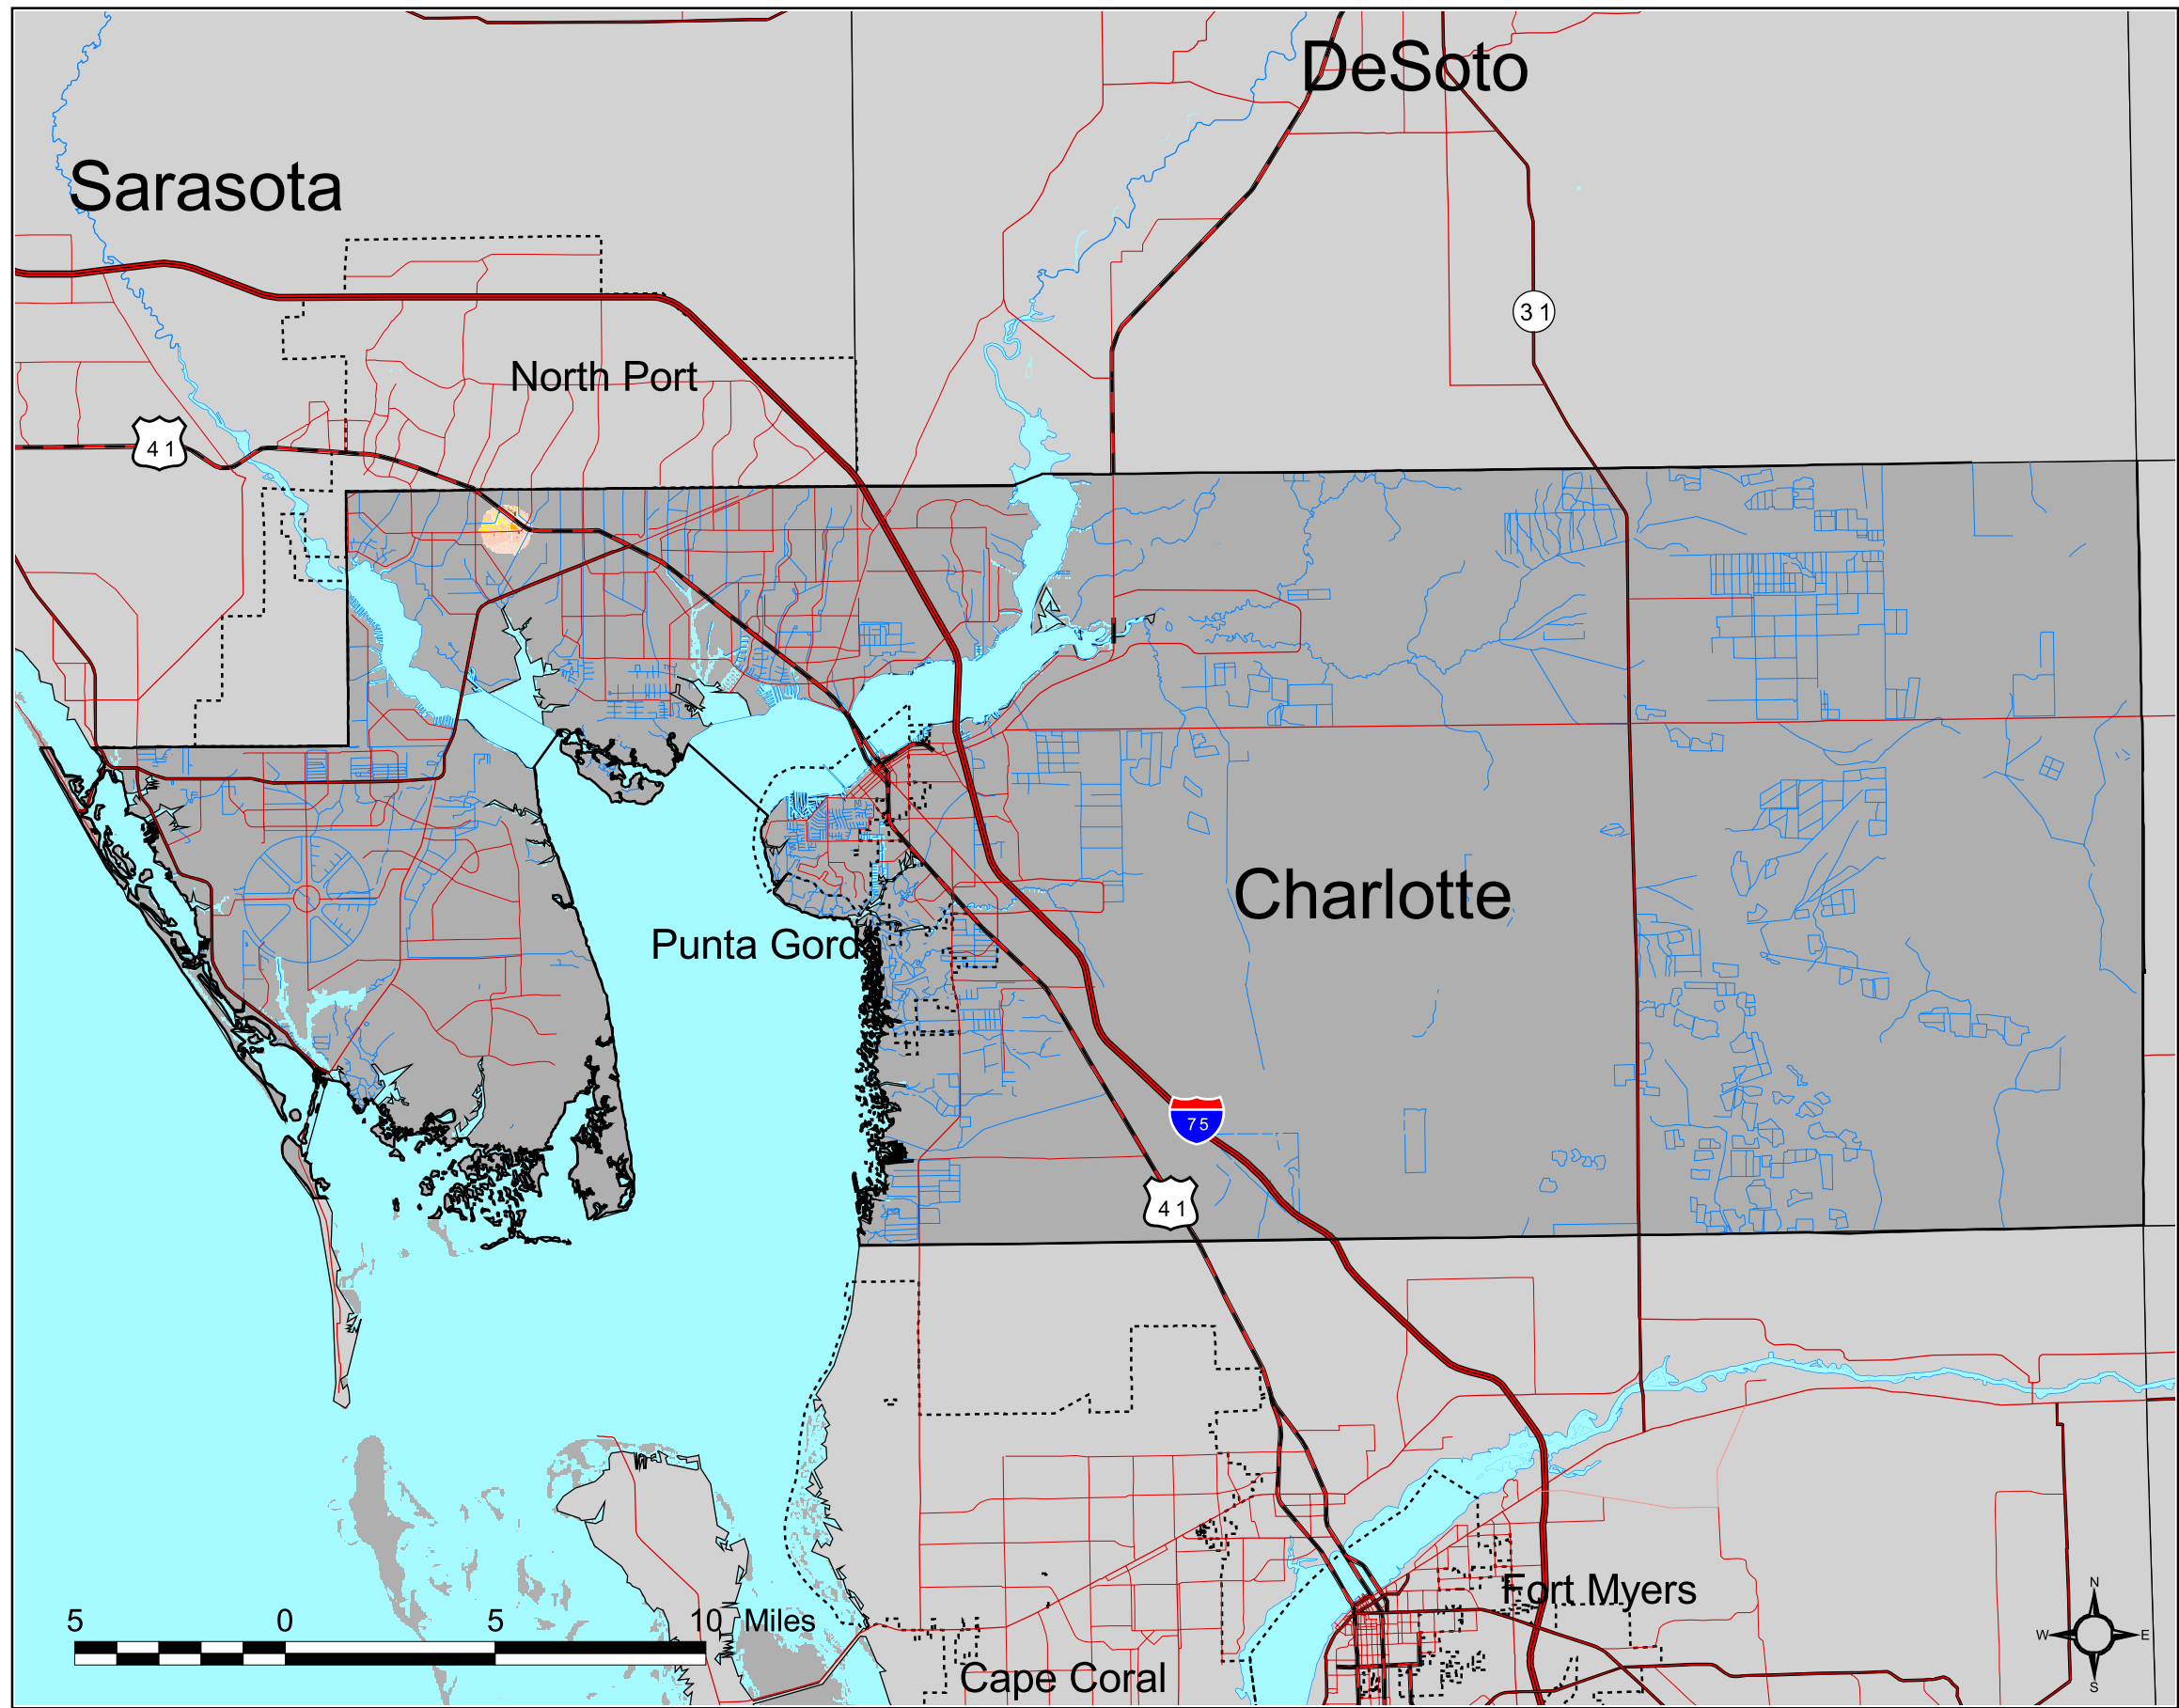 DeSoto
Sarasota
31
North Port
41
Charlotte
Punta Gord
75
41
Fort Myers
5 0 5 10 Miles
Cape Coral
N
W E
S